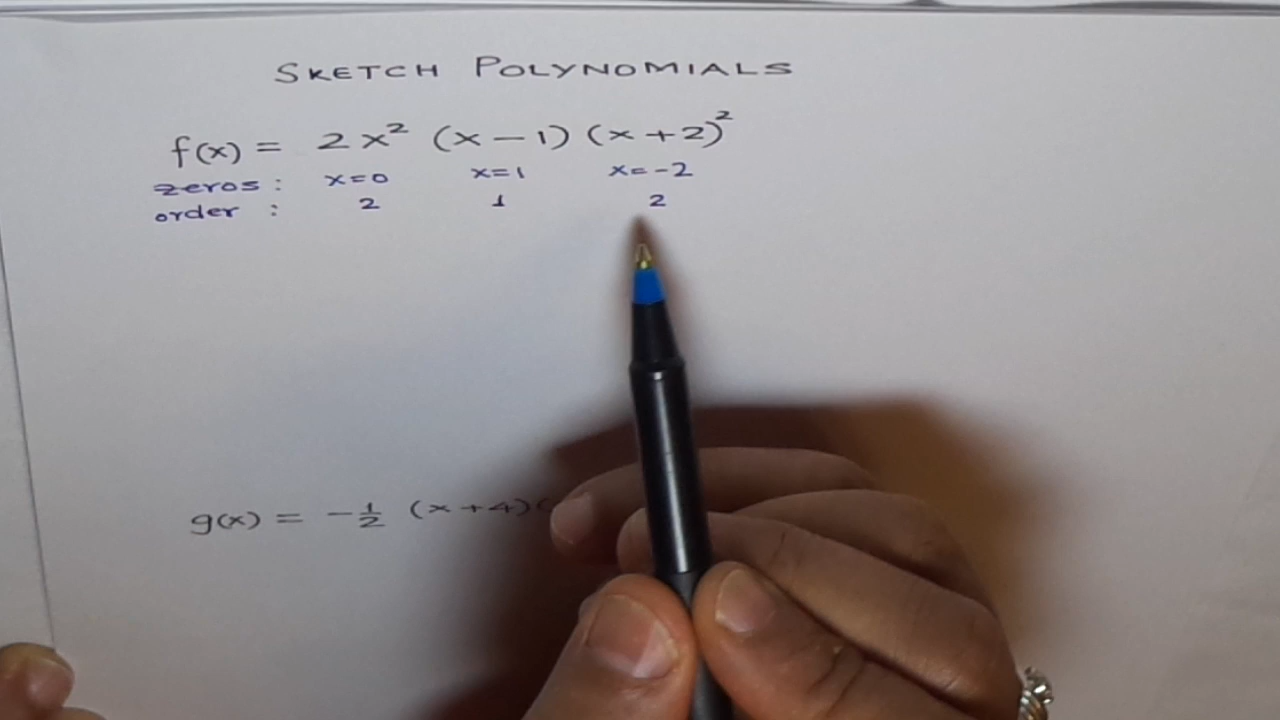 SKETCH POLYNOMIALS
f(x) = 2x² (x-1) (x+2)²
zeros : x=0 x=1 x=-2
order : 2 1 2
g(x) = -1/2 (x+4)(